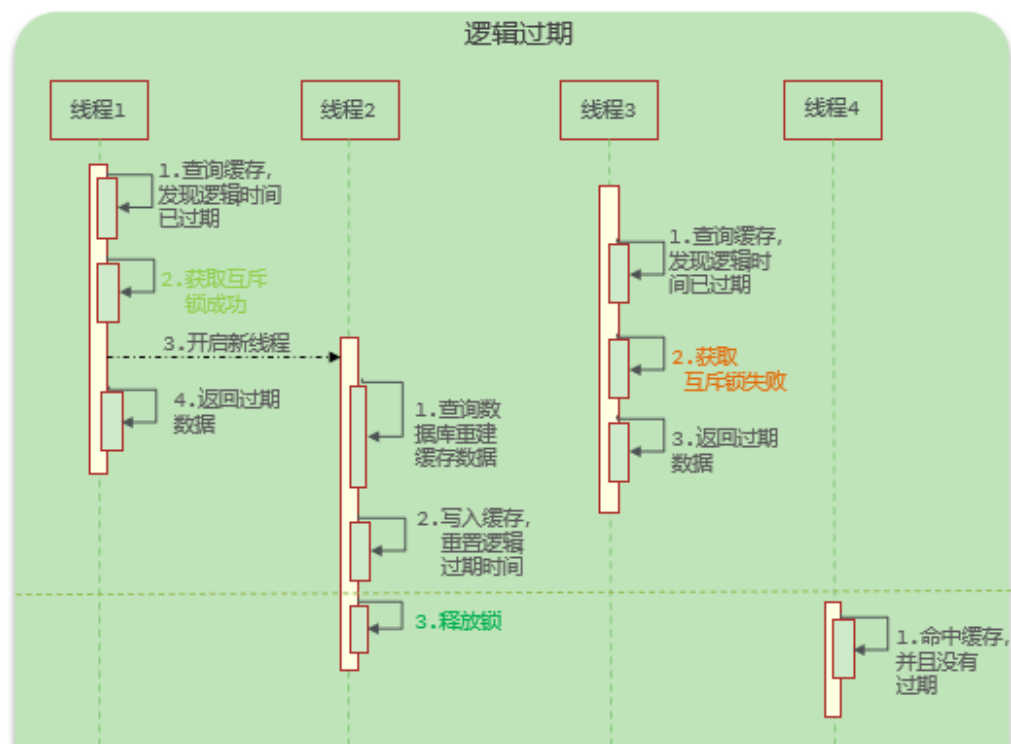 逻辑过期
线程1
线程2
线程3
线程4
1.查询缓存,
发现逻辑时间
已过期
2.获取互斥
锁成功
3.开启新线程
4.返回过期
数据
1.查询数
据库重建
缓存数据
2.写入缓存,
重置逻辑
过期时间
3.释放锁
1.查询缓存,
发现逻辑时
间已过期
2.获取
互斥锁失败
3.返回过期
数据
1.命中缓存,
并且没有
过期